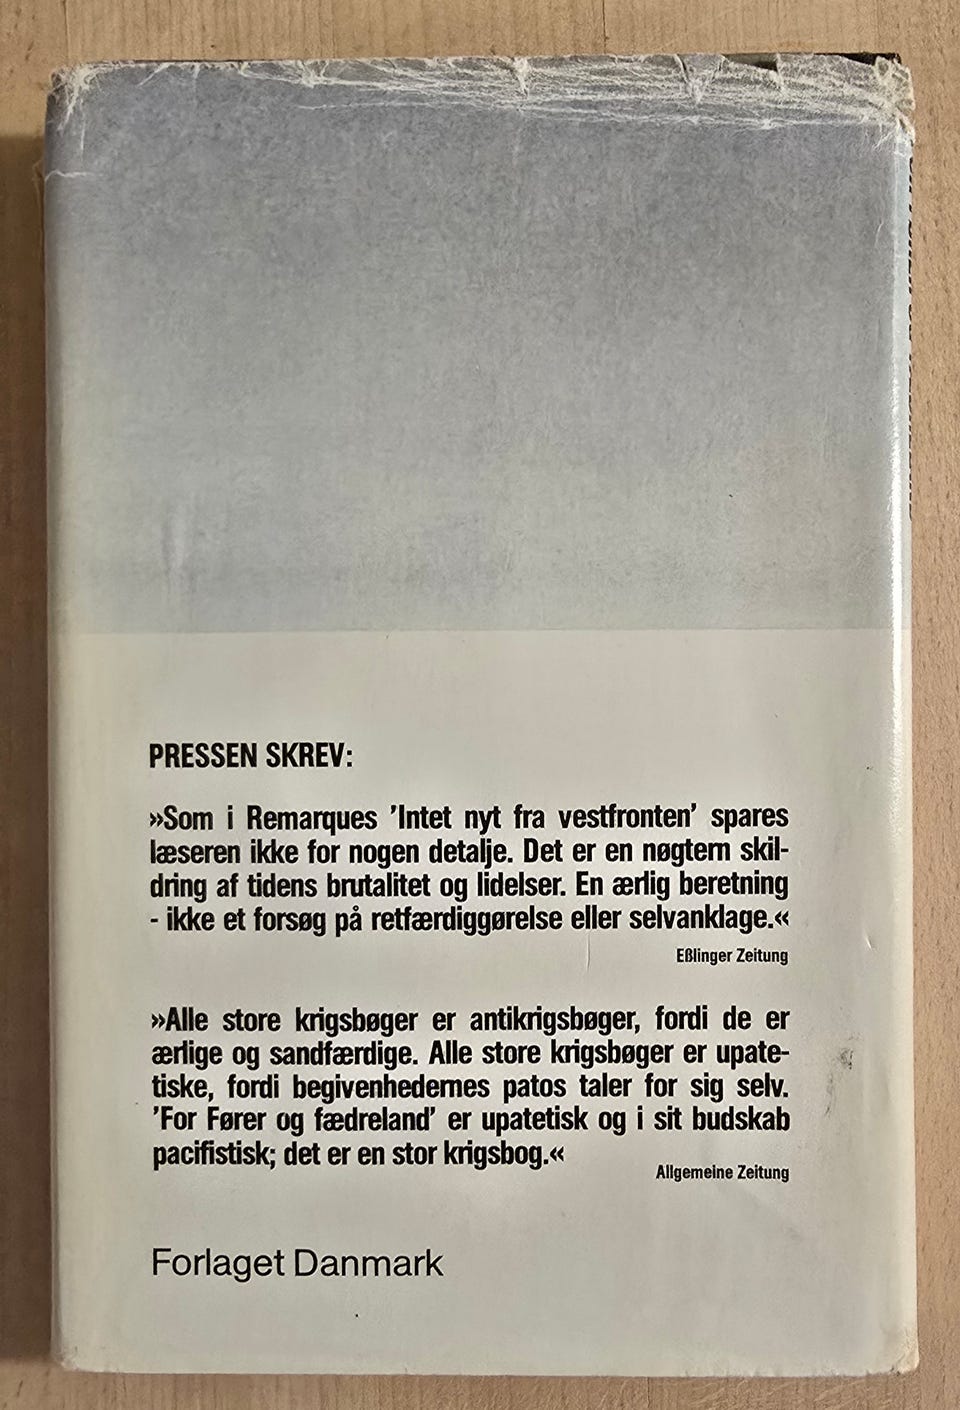 PRESSEN SKREV:
»Som i Remarques 'Intet nyt fra vestfronten' spares
læseren ikke for nogen detalje. Det er en nøgtern skil-
dring af tidens brutalitet og lidelser. En ærlig beretning
- ikke et forsøg på retfærdiggørelse eller selvanklage.«
Eßlinger Zeitung
»Alle store krigsbøger er antikrigsbøger, fordi de er
ærlige og sandfærdige. Alle store krigsbøger er upate-
tiske, fordi begivenhedernes patos taler for sig selv.
'For Fører og fædreland' er upatetisk og i sit budskab
pacifistisk; det er en stor krigsbog.«
Allgemeine Zeitung
Forlaget Danmark